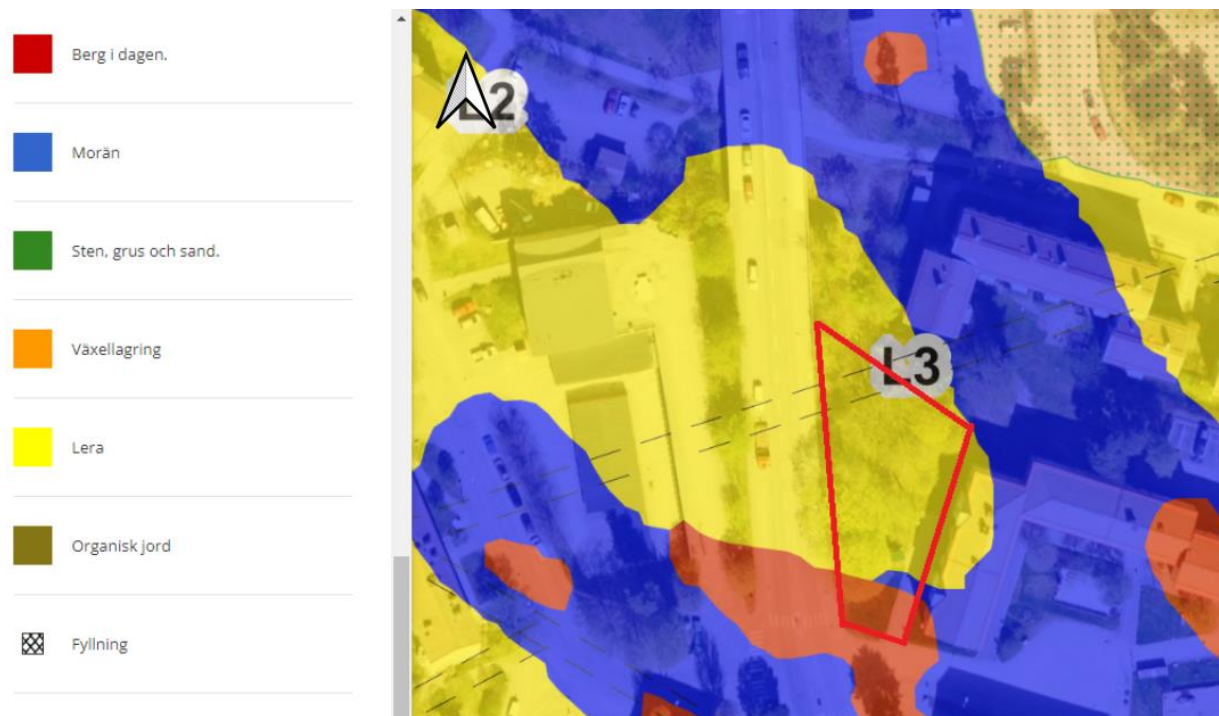 Berg i dagen.
Morän
Sten, grus och sand.
Växellagring
Lera
Organisk jord
Fyllning
L2
L3